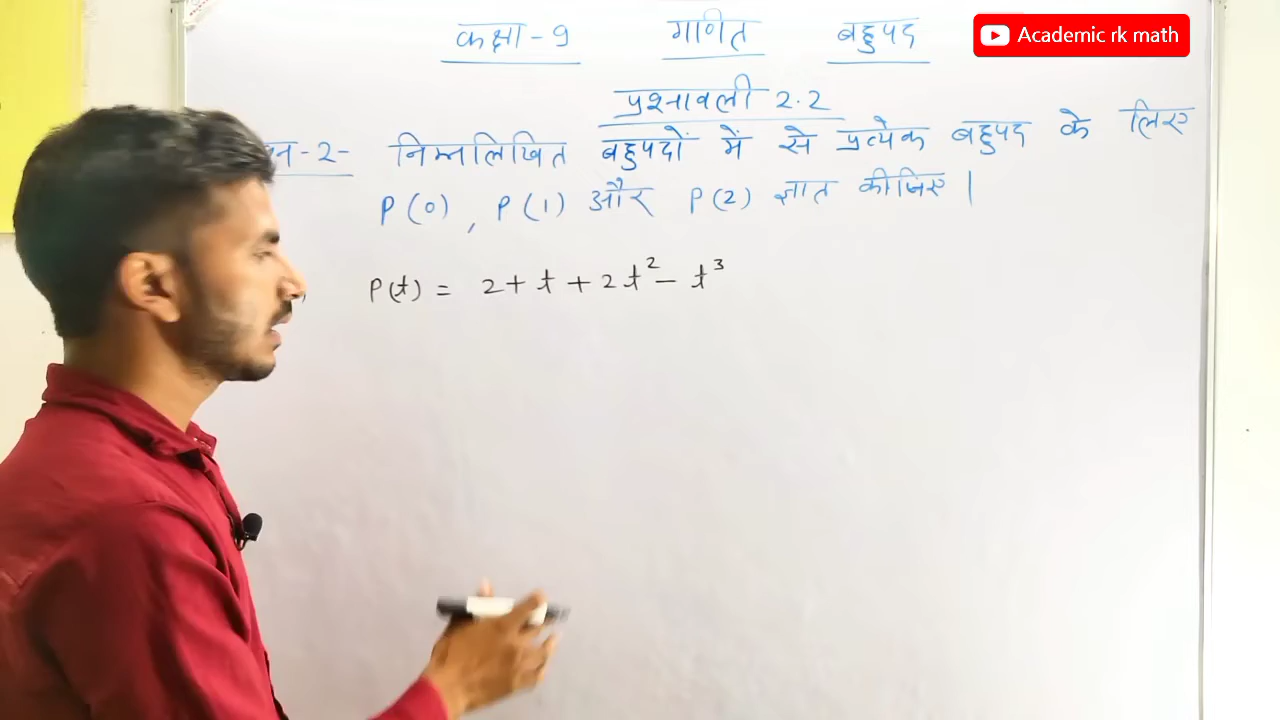 कक्षा-9 गणित बहुपद
Academic rk math
प्रश्नावली 2.2
न-2- निम्नलिखित बहुपदों में से प्रत्येक बहुपद के लिए
P(0), P(1) और P(2) ज्ञात कीजिए।
P(t) = 2 + t + 2t² - t³